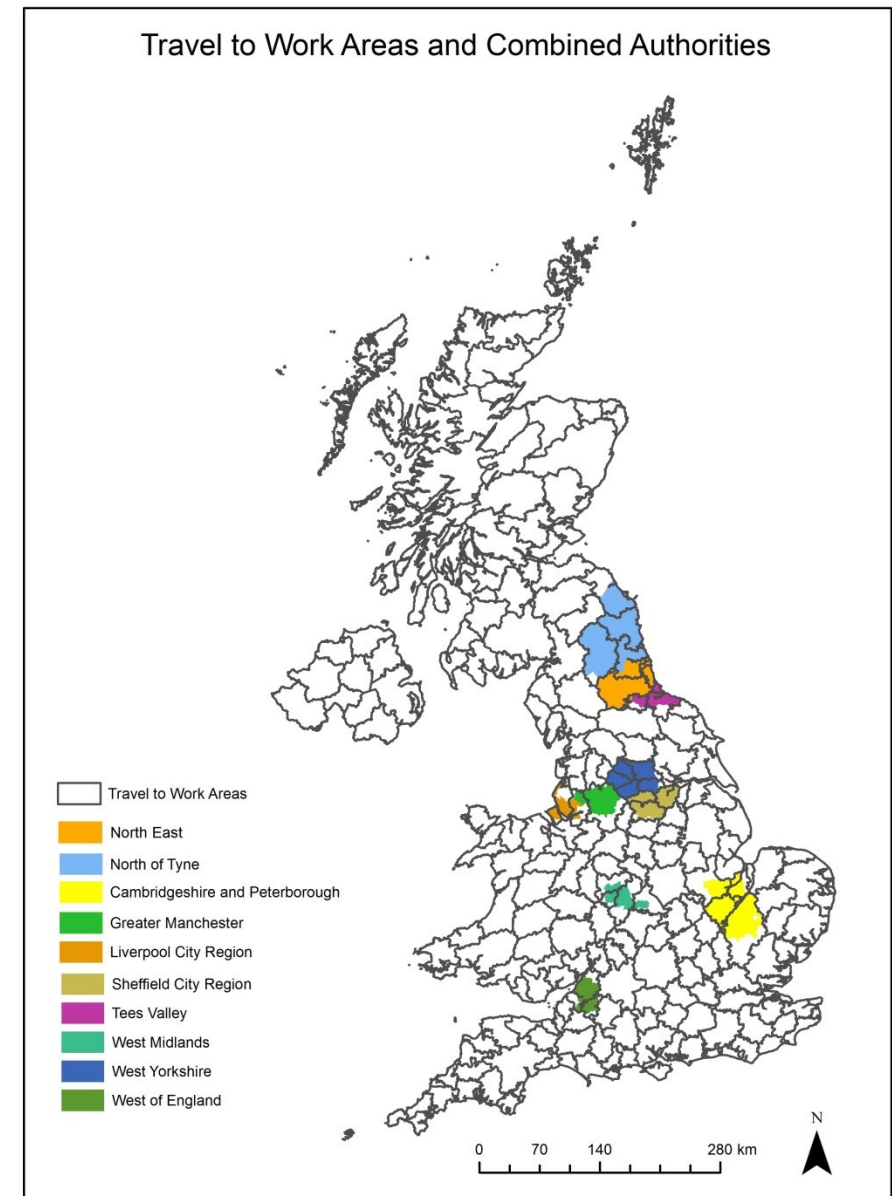 Travel to Work Areas and Combined Authorities
Travel to Work Areas
North East
North of Tyne
Cambridgeshire and Peterborough
Greater Manchester
Liverpool City Region
Sheffield City Region
Tees Valley
West Midlands
West Yorkshire
West of England
N
0 70 140 280 km